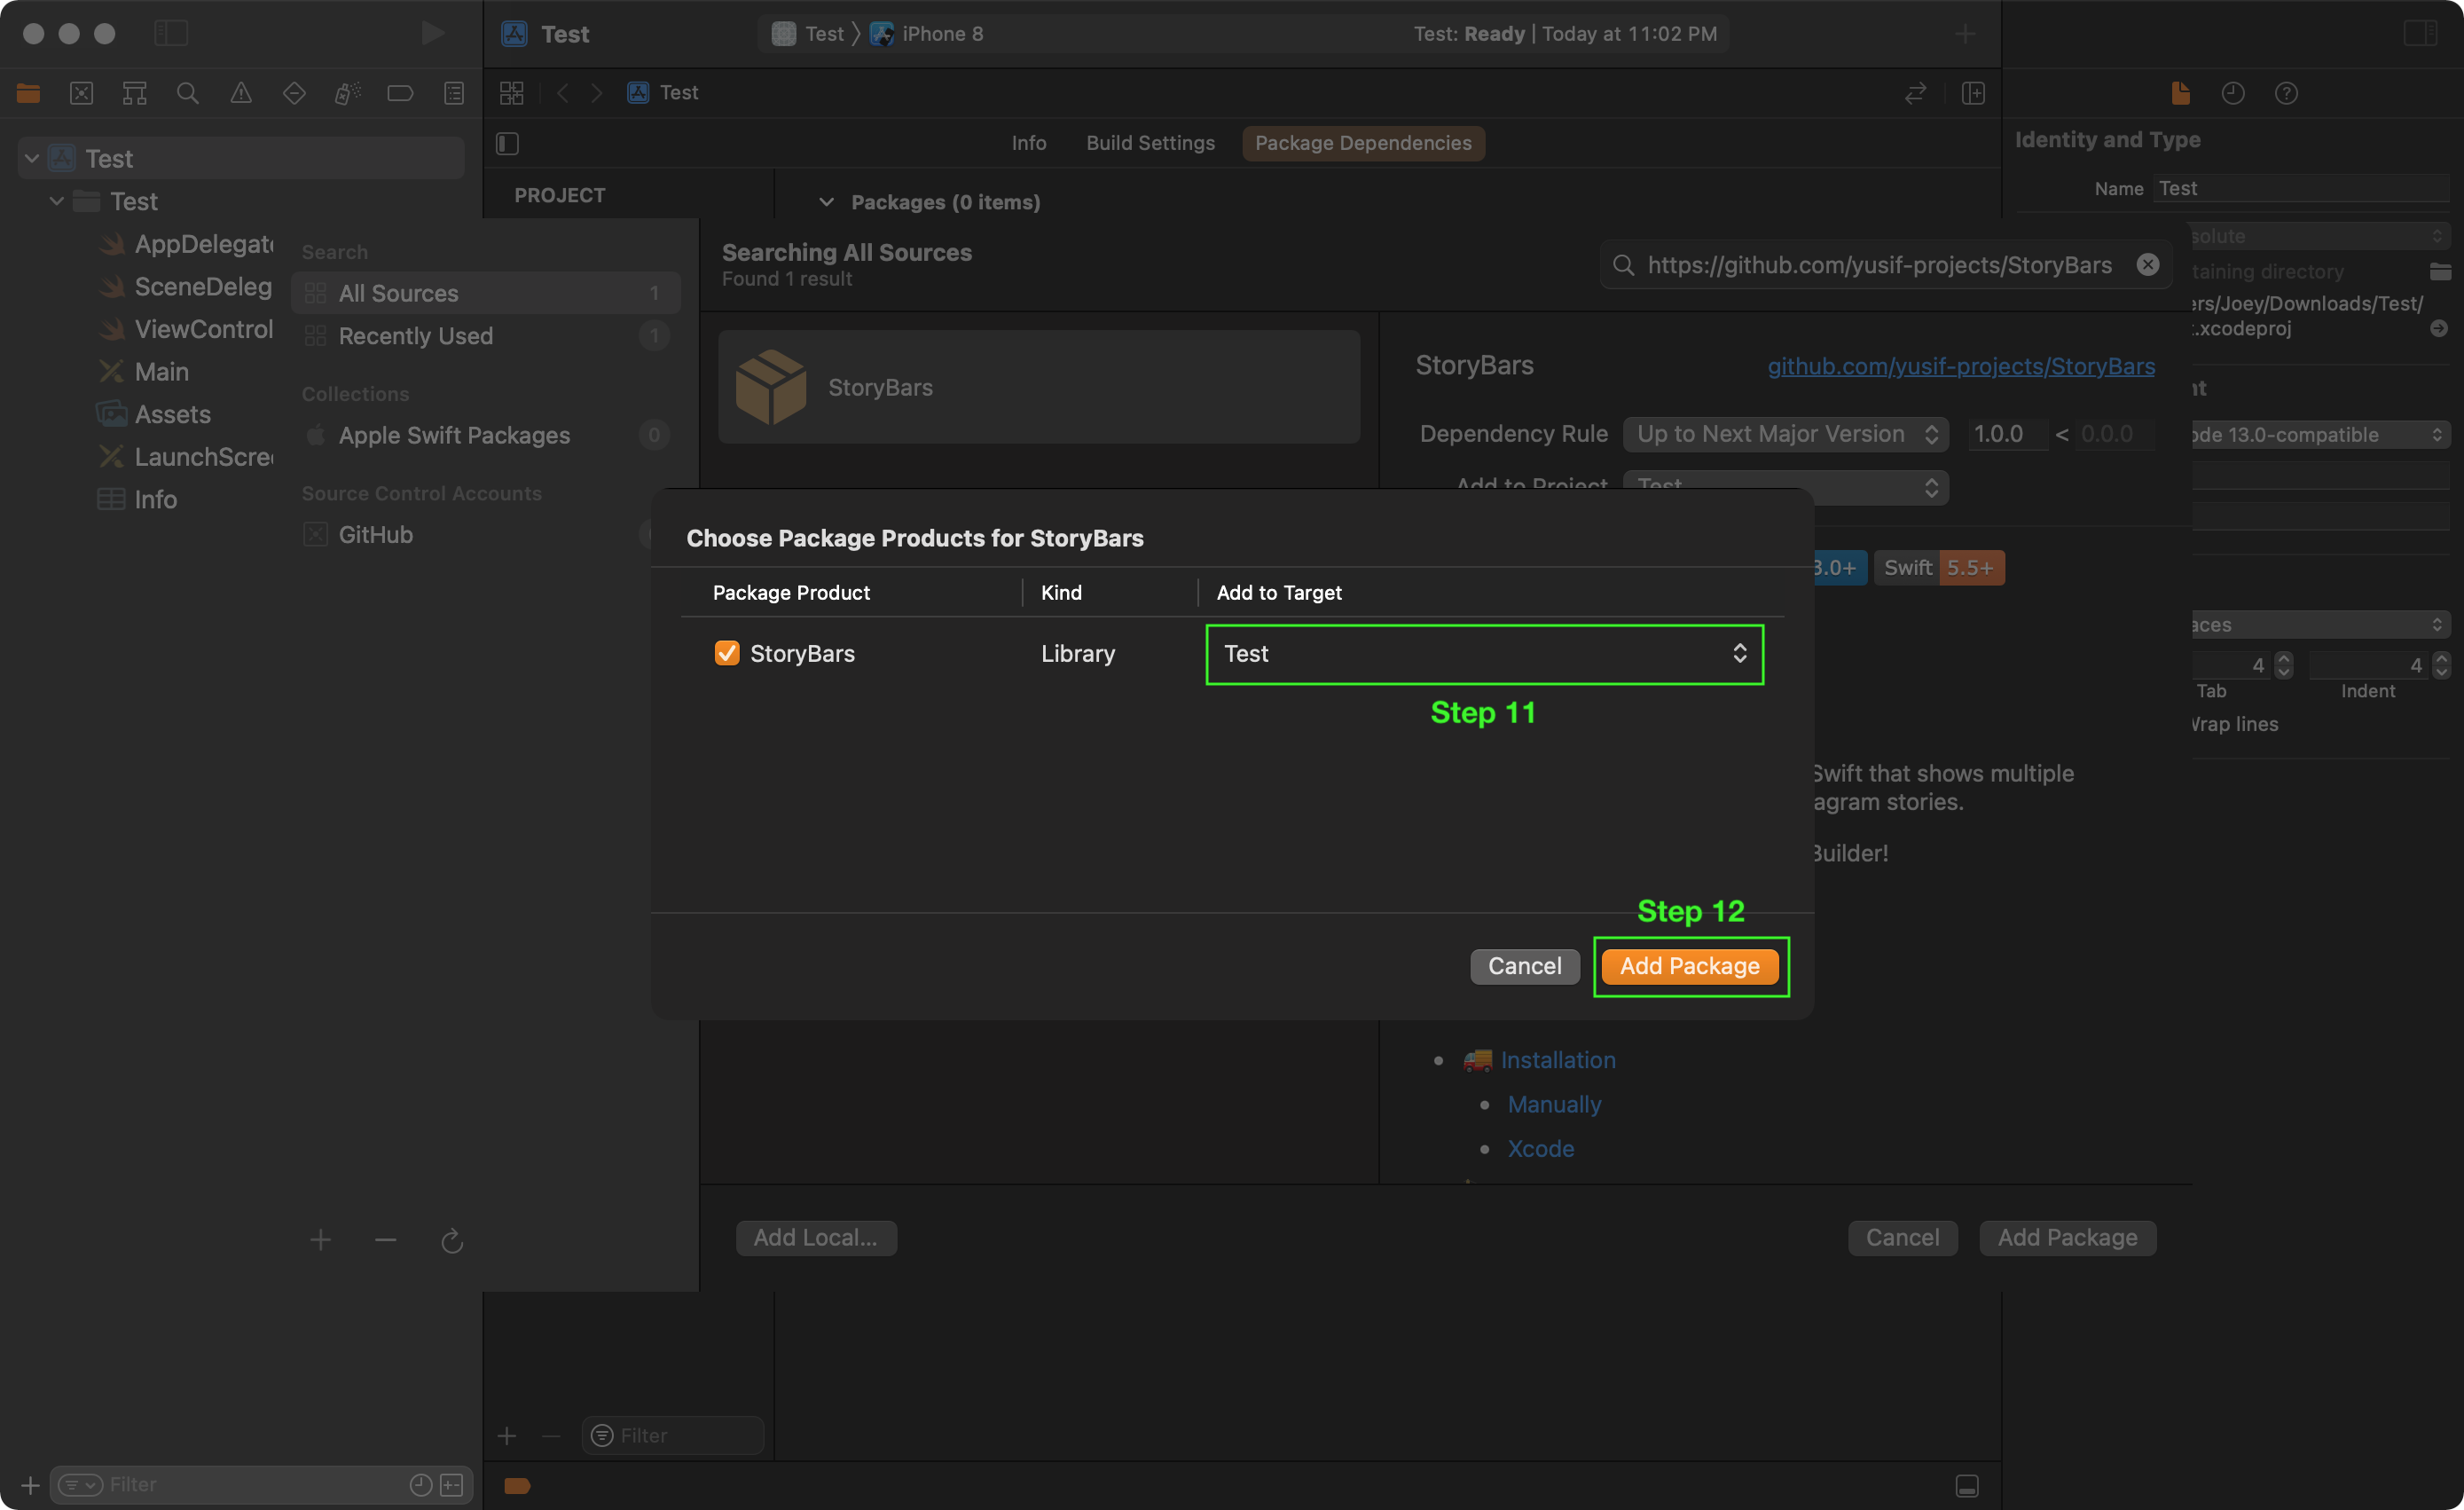 Test
Test 〉 iPhone 8
Test: Ready | Today at 11:02 PM
Test
Info
Build Settings
Package Dependencies
PROJECT
Packages (0 items)
Identity and Type
Name Test
Test
Test
AppDelegate
SceneDeleg
ViewControl
Main
Assets
LaunchScree
Info
Search
All Sources 1
Recently Used 1
Collections
Apple Swift Packages 0
Source Control Accounts
GitHub
Searching All Sources
Found 1 result
https://github.com/yusif-projects/StoryBars
StoryBars
StoryBars
github.com/yusif-projects/StoryBars
Dependency Rule Up to Next Major Version 1.0.0 < 0.0.0
Add to Project Test
solute
taining directory
ers/Joey/Downloads/Test/
t.xcodeproj
nt
ode 13.0-compatible
3.0+ Swift 5.5+
aces
4 4
Tab Indent
Wrap lines
Choose Package Products for StoryBars
Package Product Kind Add to Target
StoryBars Library Test
Step 11
Swift that shows multiple
agram stories.
Builder!
Step 12
Cancel Add Package
Installation
Manually
Xcode
Add Local...
Cancel Add Package
Filter
Filter